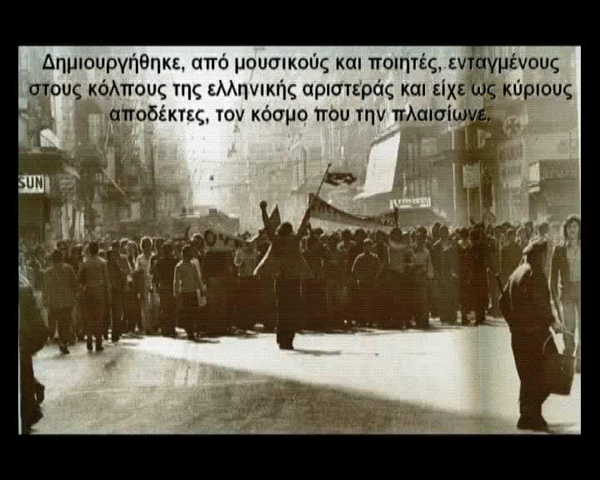 Δημιουργήθηκε, από μουσικούς και ποιητές, ενταγμένους
στους κόλπους της ελληνικής αριστεράς και είχε ως κύριους
αποδέκτες, τον κόσμο που την πλαισίωνε.
SUN